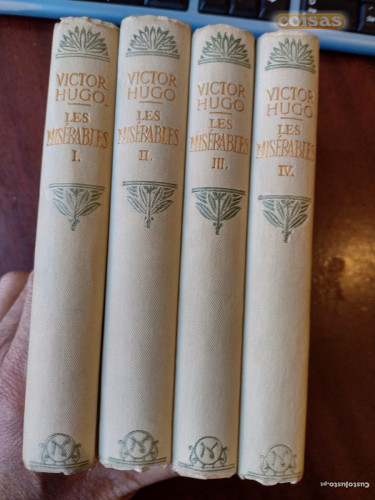 coisas
VICTOR
HUGO
LES
MISÉRABLES
I.
VICTOR
HUGO
LES
MISÉRABLES
II.
VICTOR
HUGO
LES
MISÉRABLES
III.
VICTOR
HUGO
LES
MISÉRABLES
IV.
N
N
N
N
CustoJusto.pt